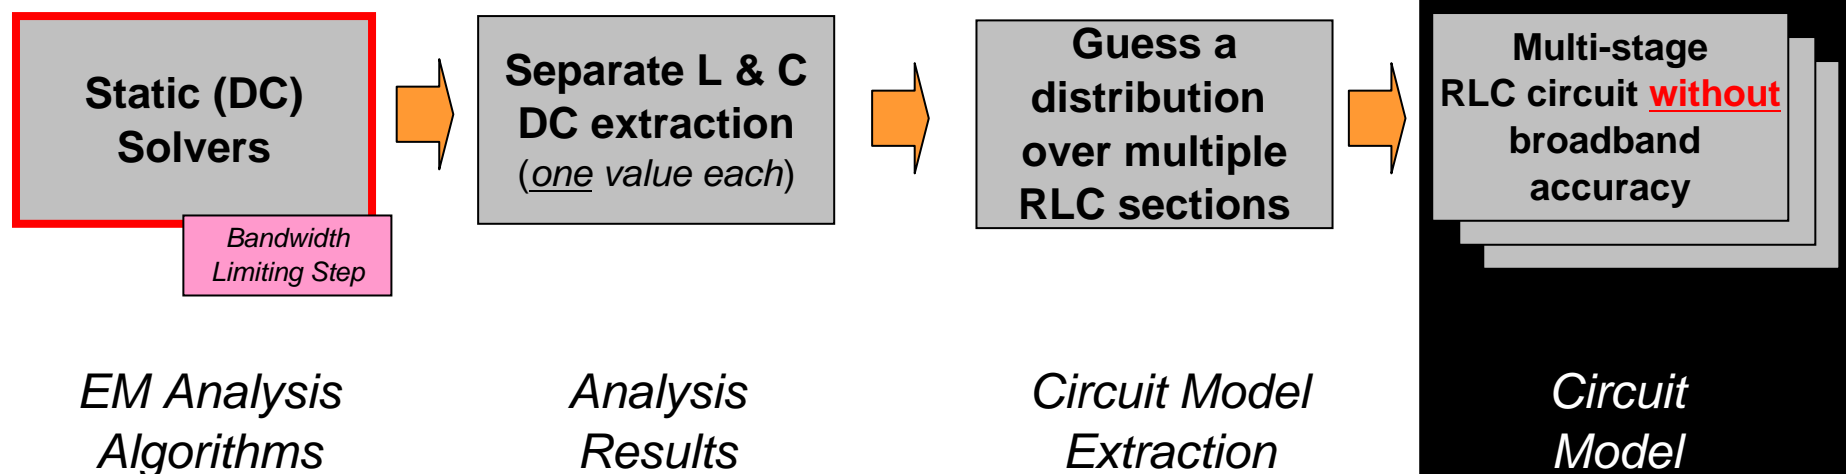 Static (DC)
Solvers
Bandwidth
Limiting Step
Separate L & C
DC extraction
(one value each)
Guess a
distribution
over multiple
RLC sections
Multi-stage
RLC circuit without
broadband
accuracy
EM Analysis
Algorithms
Analysis
Results
Circuit Model
Extraction
Circuit
Model